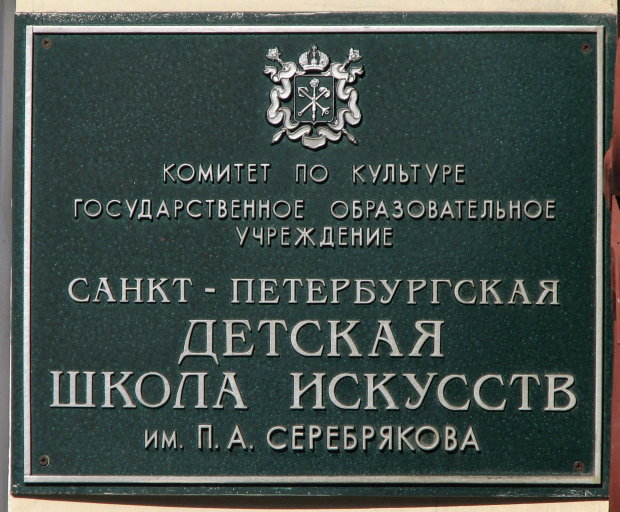 КОМИТЕТ ПО КУЛЬТУРЕ
ГОСУДАРСТВЕННОЕ ОБРАЗОВАТЕЛЬНОЕ
УЧРЕЖДЕНИЕ
САНКТ - ПЕТЕРБУРГСКАЯ
ДЕТСКАЯ
ШКОЛА ИСКУССТВ
ИМ. П. А. СЕРЕБРЯКОВА